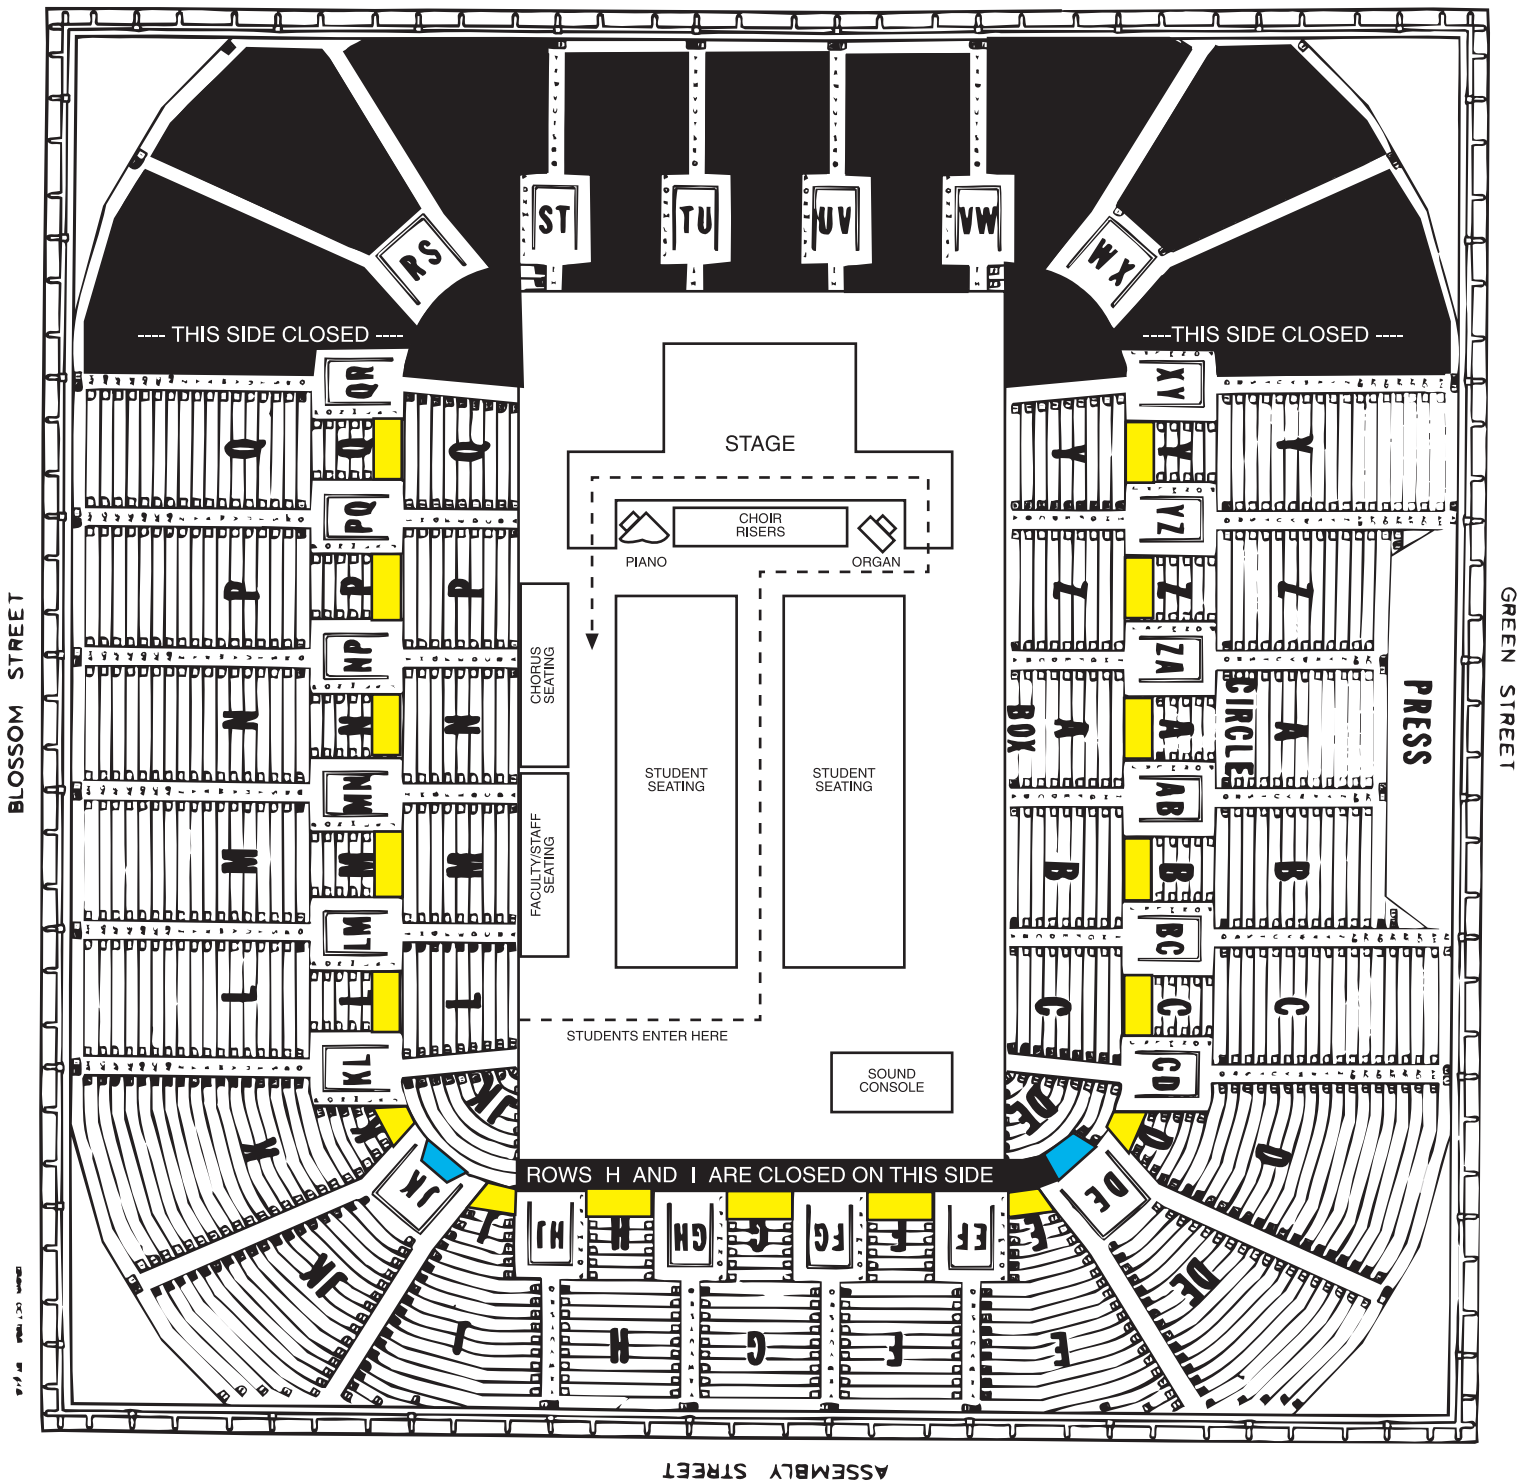 ST
TU
UV
VW
RS
WX
---- THIS SIDE CLOSED ----
----THIS SIDE CLOSED ----
QR
XY
STAGE
Q
Q
Q
Y
Y
Y
PQ
YZ
CHOIR
RISERS
PIANO
ORGAN
P
P
P
Z
Z
Z
NP
ZA
CHORUS
SEATING
BLOSSOM STREET
GREEN STREET
N
N
N
BOX
A
A
CIRCLE
A
PRESS
STUDENT
SEATING
STUDENT
SEATING
MN
AB
M
M
M
FACULTY/STAFF
SEATING
B
B
B
LM
BC
L
L
L
C
C
C
STUDENTS ENTER HERE
KL
CD
SOUND
CONSOLE
JK
DE
K
K
D
D
JK
DE
ROWS H AND I ARE CLOSED ON THIS SIDE
J
HJ
H
GH
G
FG
F
EF
E
JK
DE
J
H
G
F
E
ASSEMBLY STREET